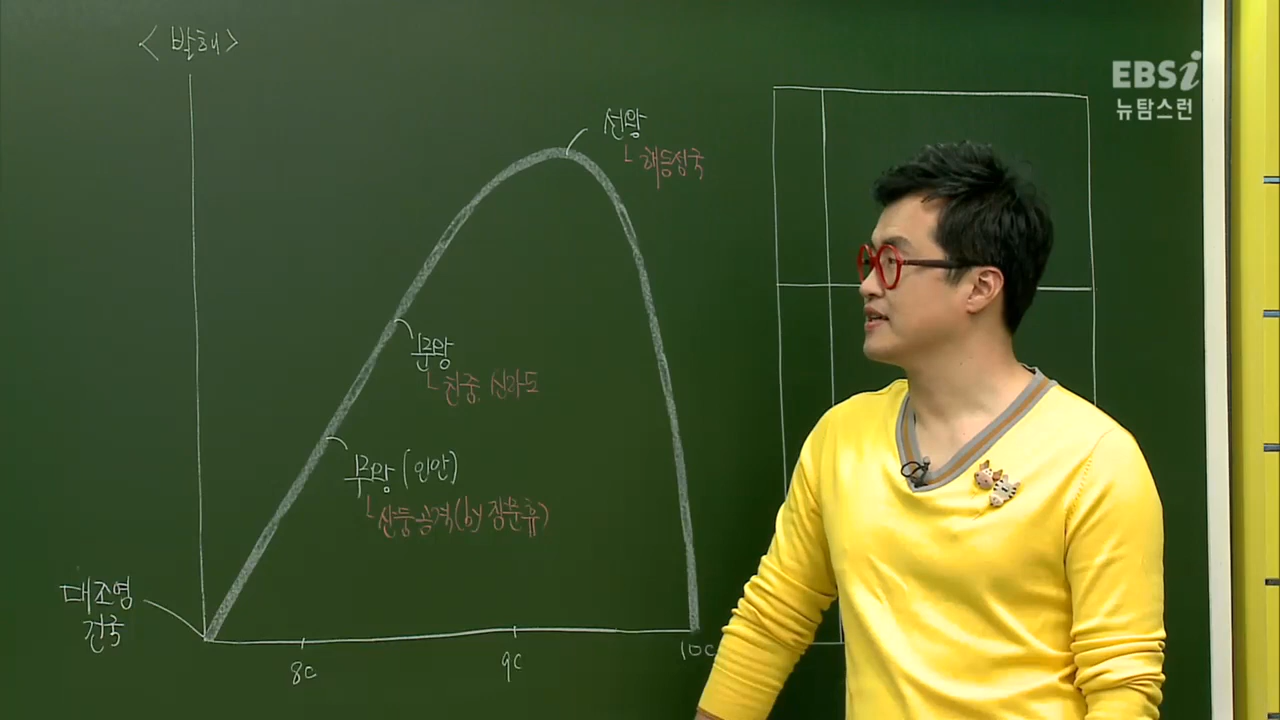 <발해>
EBSi
뉴탐스런
선왕
└ 해동성국
문왕
└ 친중, 신라도
무왕 (인안)
└ 산둥공격 (by 장문휴)
대조영
건국
8C
9C
10C